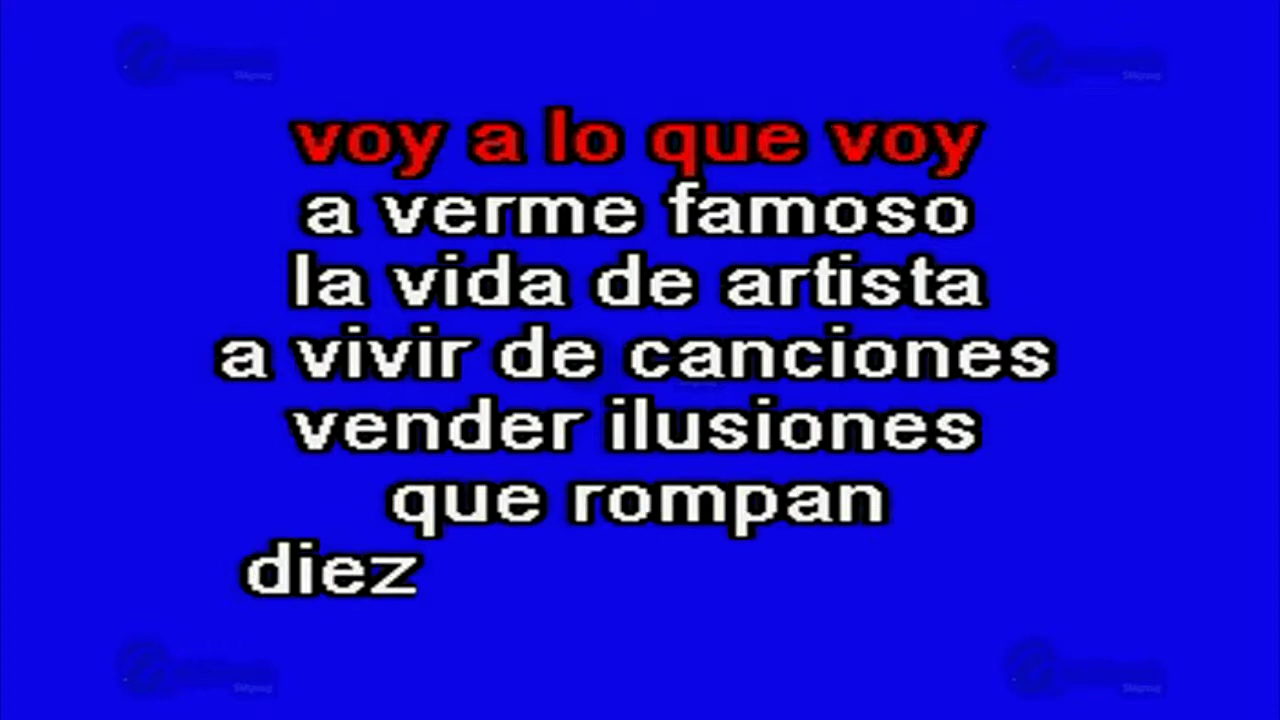 voy a lo que voy
a verme famoso
la vida de artista
a vivir de canciones
vender ilusiones
que rompan
diez